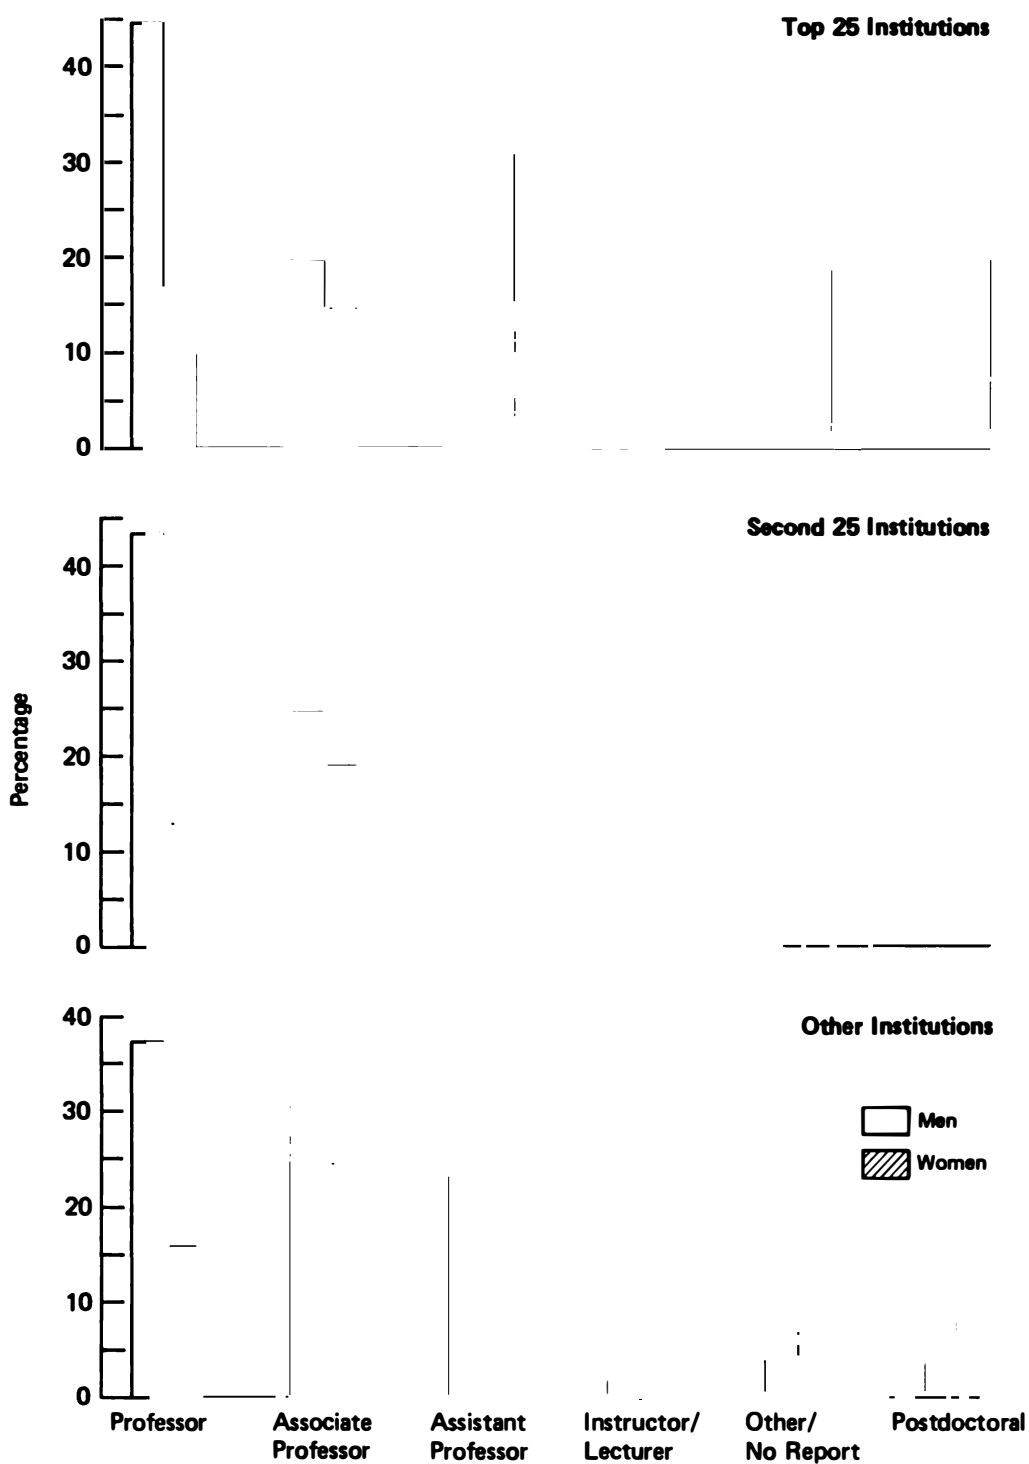 Top 25 Institutions
40
30
20
10
0
Second 25 Institutions
40
30
20
10
0
Percentage
Other Institutions
40
30
20
10
0
Men
Women
Professor
Associate
Professor
Assistant
Professor
Instructor/
Lecturer
Other/
No Report
Postdoctoral